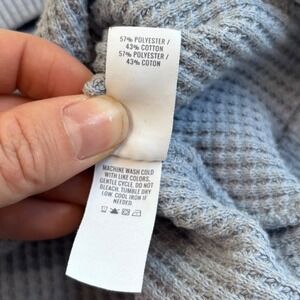 57% POLYESTER /
43% COTTON
57% POLYESTER /
43% COTON
MACHINE WASH COLD
WITH LIKE COLORS.
GENTLE CYCLE. DO NOT
BLEACH. TUMBLE DRY
LOW. COOL IRON IF
NEEDED.